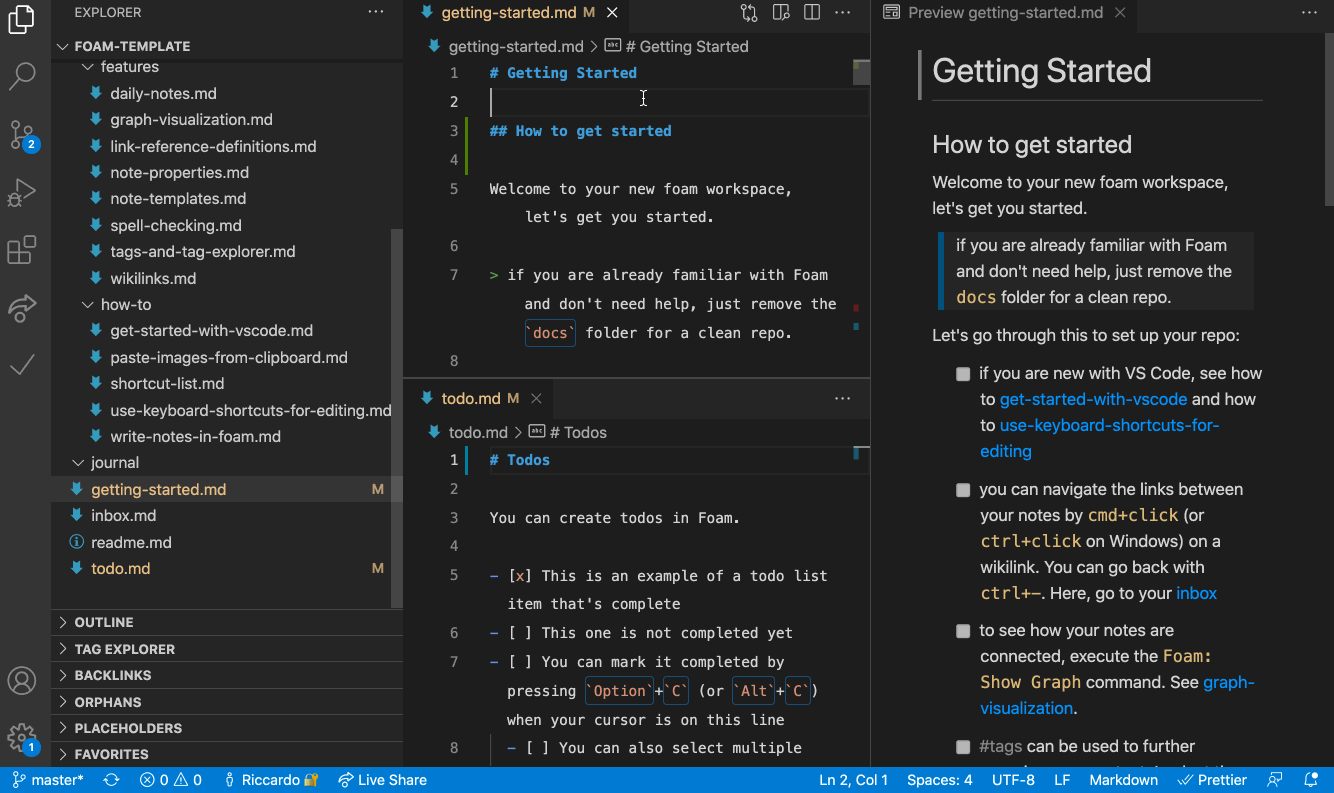 EXPLORER
FOAM-TEMPLATE
features
daily-notes.md
graph-visualization.md
link-reference-definitions.md
note-properties.md
note-templates.md
spell-checking.md
tags-and-tag-explorer.md
wikilinks.md
how-to
get-started-with-vscode.md
paste-images-from-clipboard.md
shortcut-list.md
use-keyboard-shortcuts-for-editing.md
write-notes-in-foam.md
journal
getting-started.md M
inbox.md
readme.md
todo.md M
OUTLINE
TAG EXPLORER
BACKLINKS
ORPHANS
PLACEHOLDERS
FAVORITES
2
1
getting-started.md M
getting-started.md > # Getting Started
1 # Getting Started
2
3 ## How to get started
4
5 Welcome to your new foam workspace,
let's get you started.
6
7 > if you are already familiar with Foam
and don't need help, just remove the
`docs` folder for a clean repo.
8
todo.md M
todo.md > # Todos
1 # Todos
2
3 You can create todos in Foam.
4
5 - [x] This is an example of a todo list
item that's complete
6 - [ ] This one is not completed yet
7 - [ ] You can mark it completed by
pressing `Option`+`C` (or `Alt`+`C`)
when your cursor is on this line
8 - [ ] You can also select multiple
Preview getting-started.md
Getting Started
How to get started
Welcome to your new foam workspace,
let's get you started.
if you are already familiar with Foam
and don't need help, just remove the
docs folder for a clean repo.
Let's go through this to set up your repo:
if you are new with VS Code, see how
to get-started-with-vscode and how
to use-keyboard-shortcuts-for-
editing
you can navigate the links between
your notes by cmd+click (or
ctrl+click on Windows) on a
wikilink. You can go back with
ctrl+-. Here, go to your inbox
to see how your notes are
connected, execute the Foam:
Show Graph command. See graph-
visualization.
#tags can be used to further
master* 0 0 Riccardo Live Share Ln 2, Col 1 Spaces: 4 UTF-8 LF Markdown Prettier